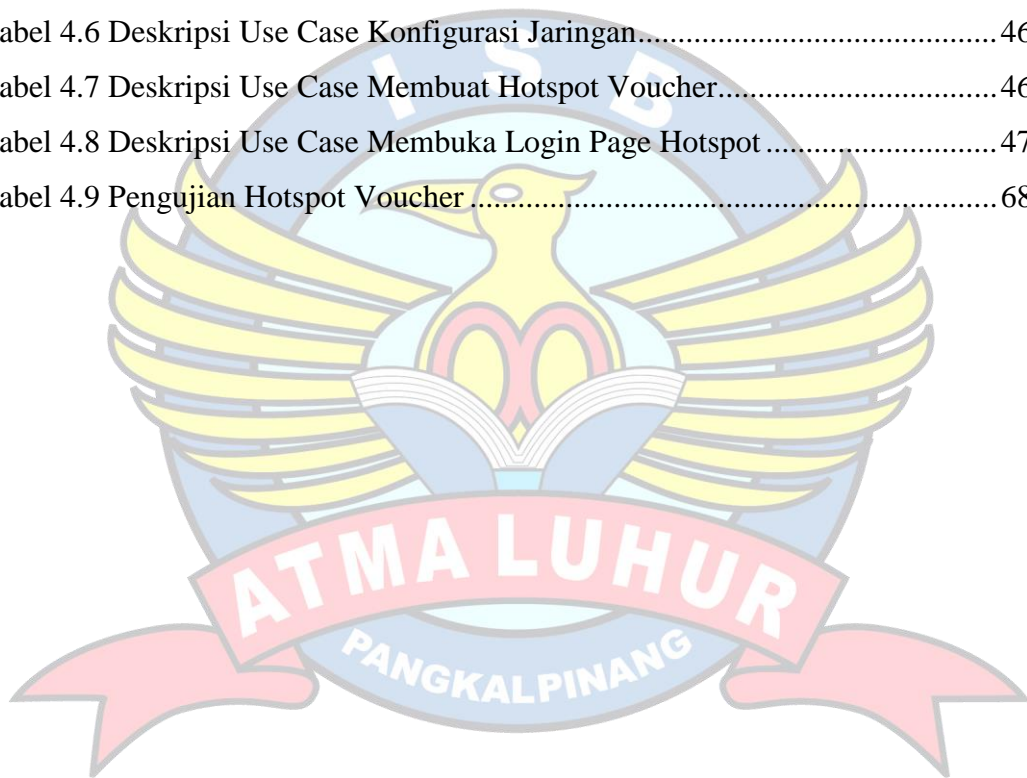 abel 4.6 Deskripsi Use Case Konfigurasi Jaringan.............................................46
abel 4.7 Deskripsi Use Case Membuat Hotspot Voucher...................................46
abel 4.8 Deskripsi Use Case Membuka Login Page Hotspot.............................47
abel 4.9 Pengujian Hotspot Voucher...................................................................68
I S B
ATMA LUHUR
PANGKALPINANG